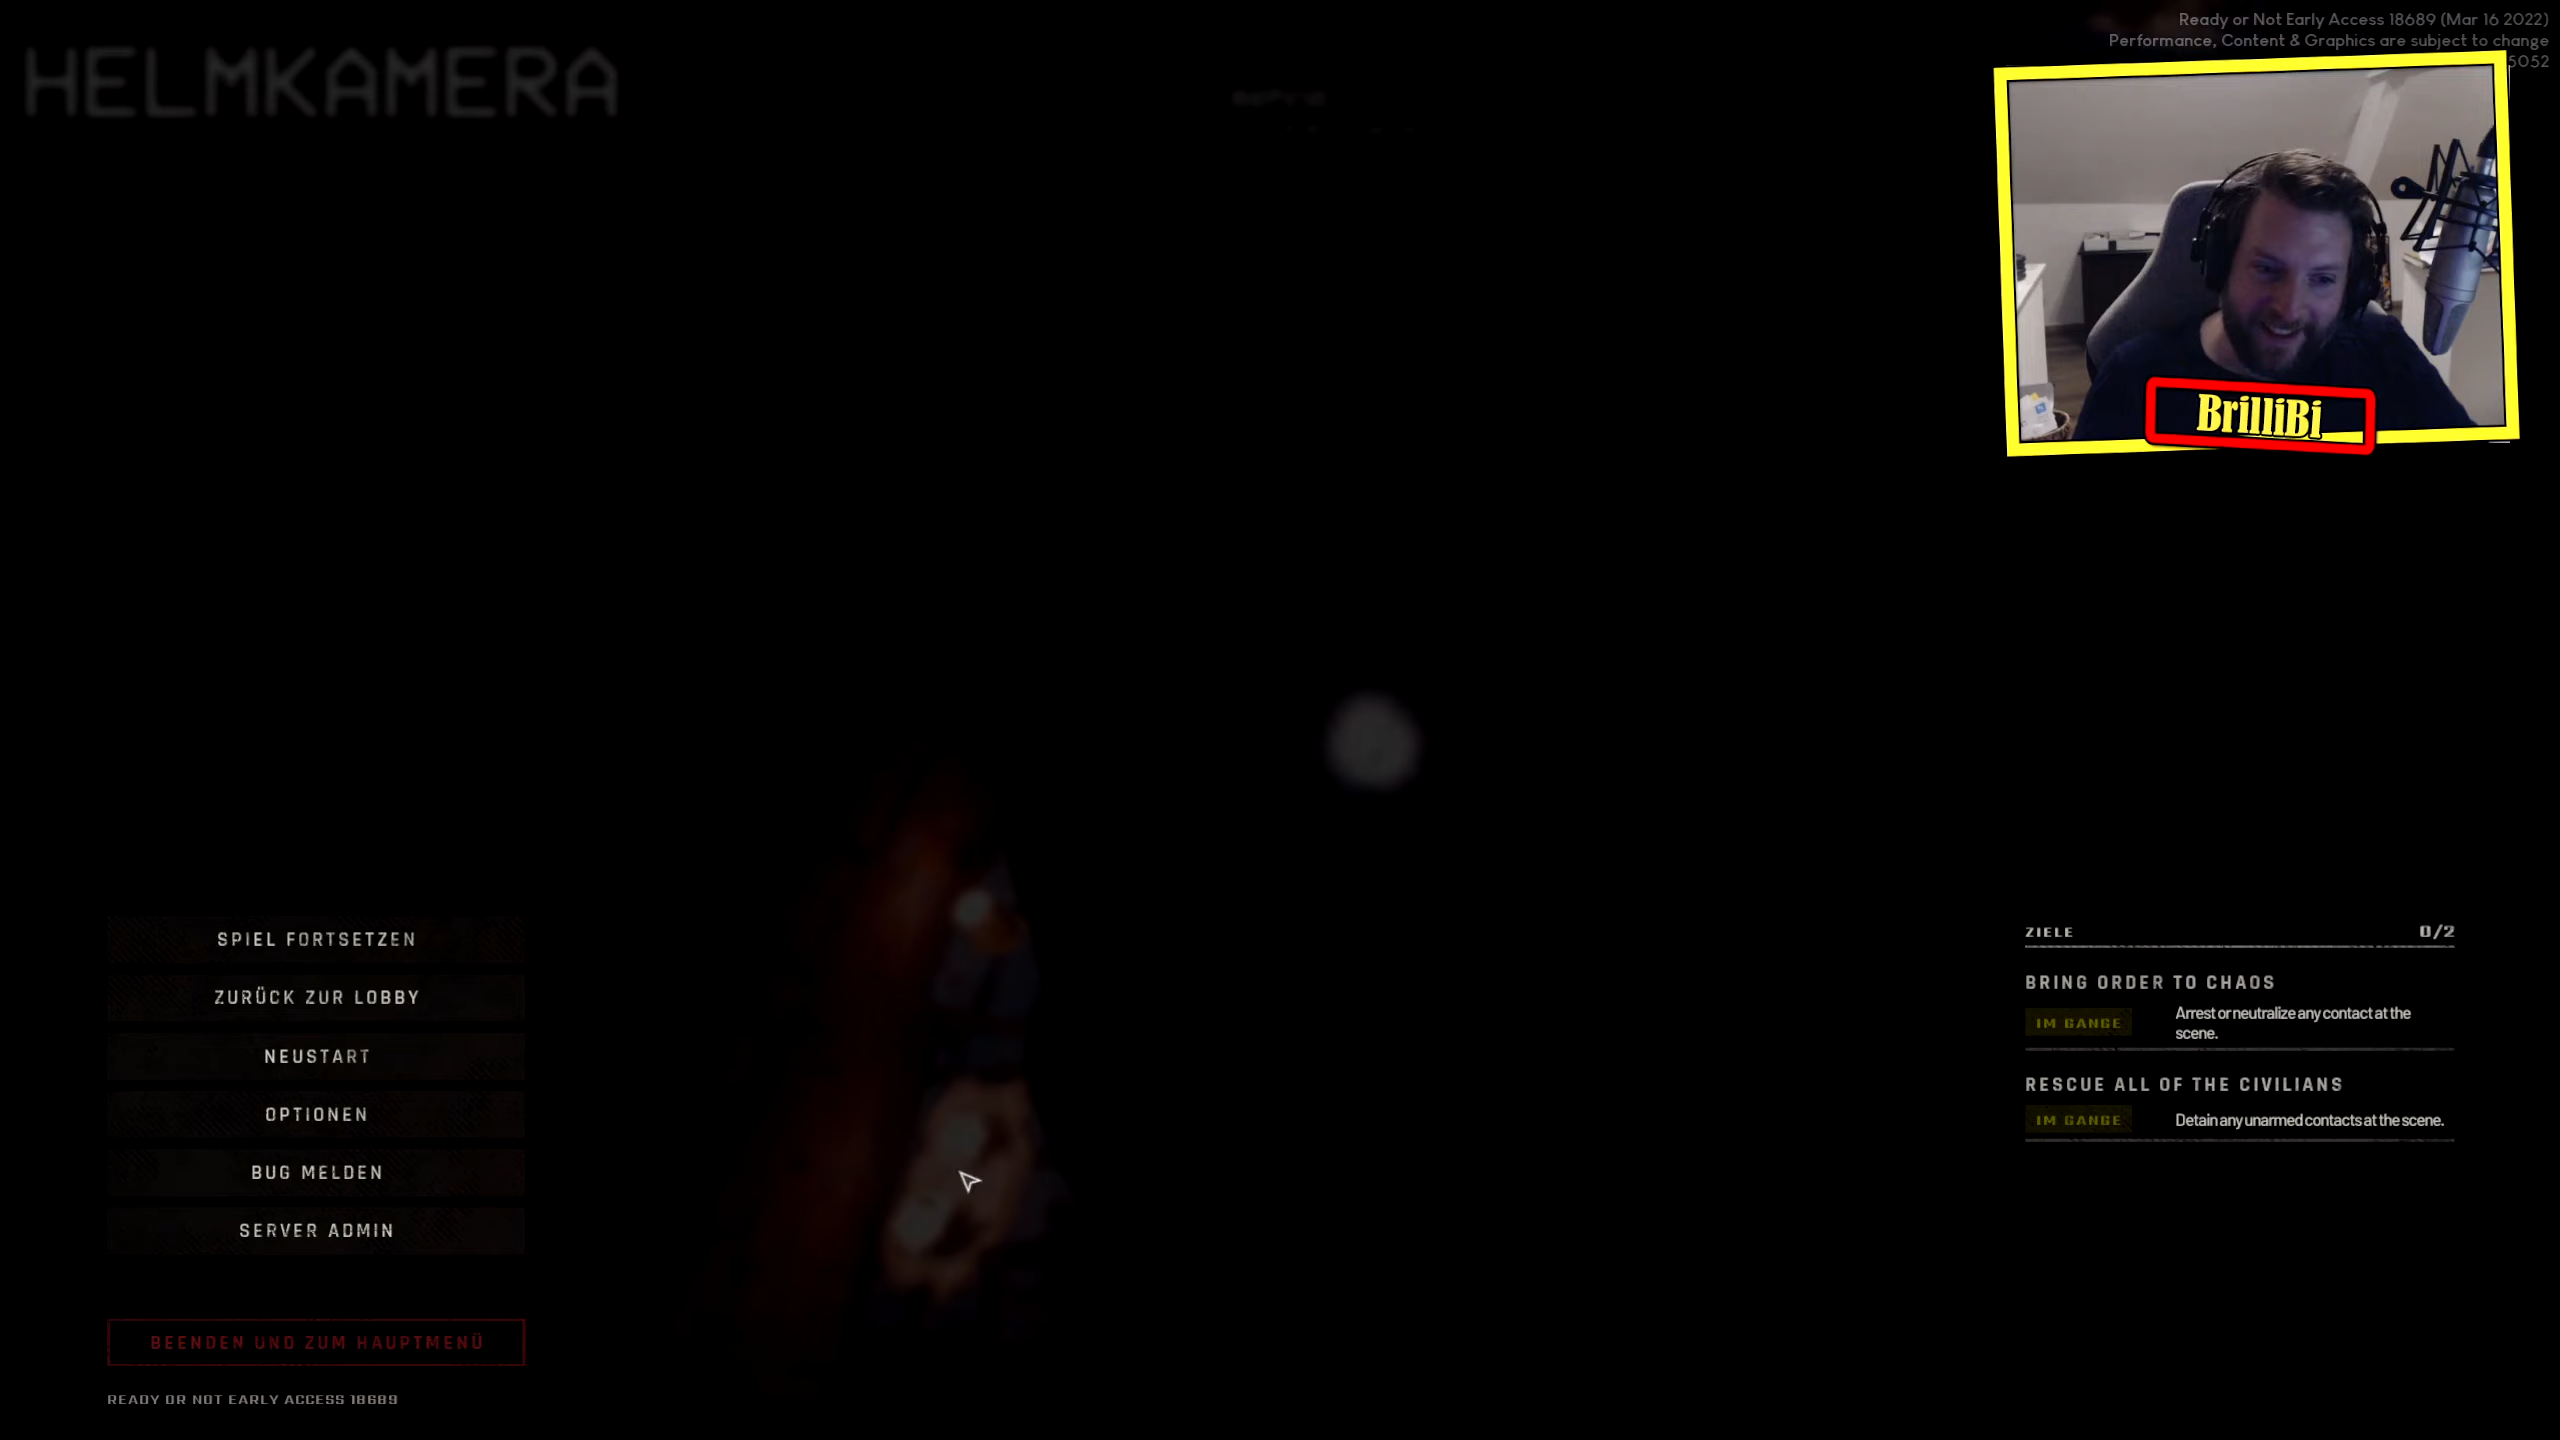 HELMKAMERA
Ready or Not Early Access 18689 (Mar 16 2022)
Performance, Content & Graphics are subject to change
5052
BrilliBi
SPIEL FORTSETZEN
ZURÜCK ZUR LOBBY
NEUSTART
OPTIONEN
BUG MELDEN
SERVER ADMIN
BEENDEN UND ZUM HAUPTMENÜ
READY OR NOT EARLY ACCESS 18689
ZIELE 0/2
BRING ORDER TO CHAOS
IM GANGE Arrest or neutralize any contact at the
scene.
RESCUE ALL OF THE CIVILIANS
IM GANGE Detain any unarmed contacts at the scene.